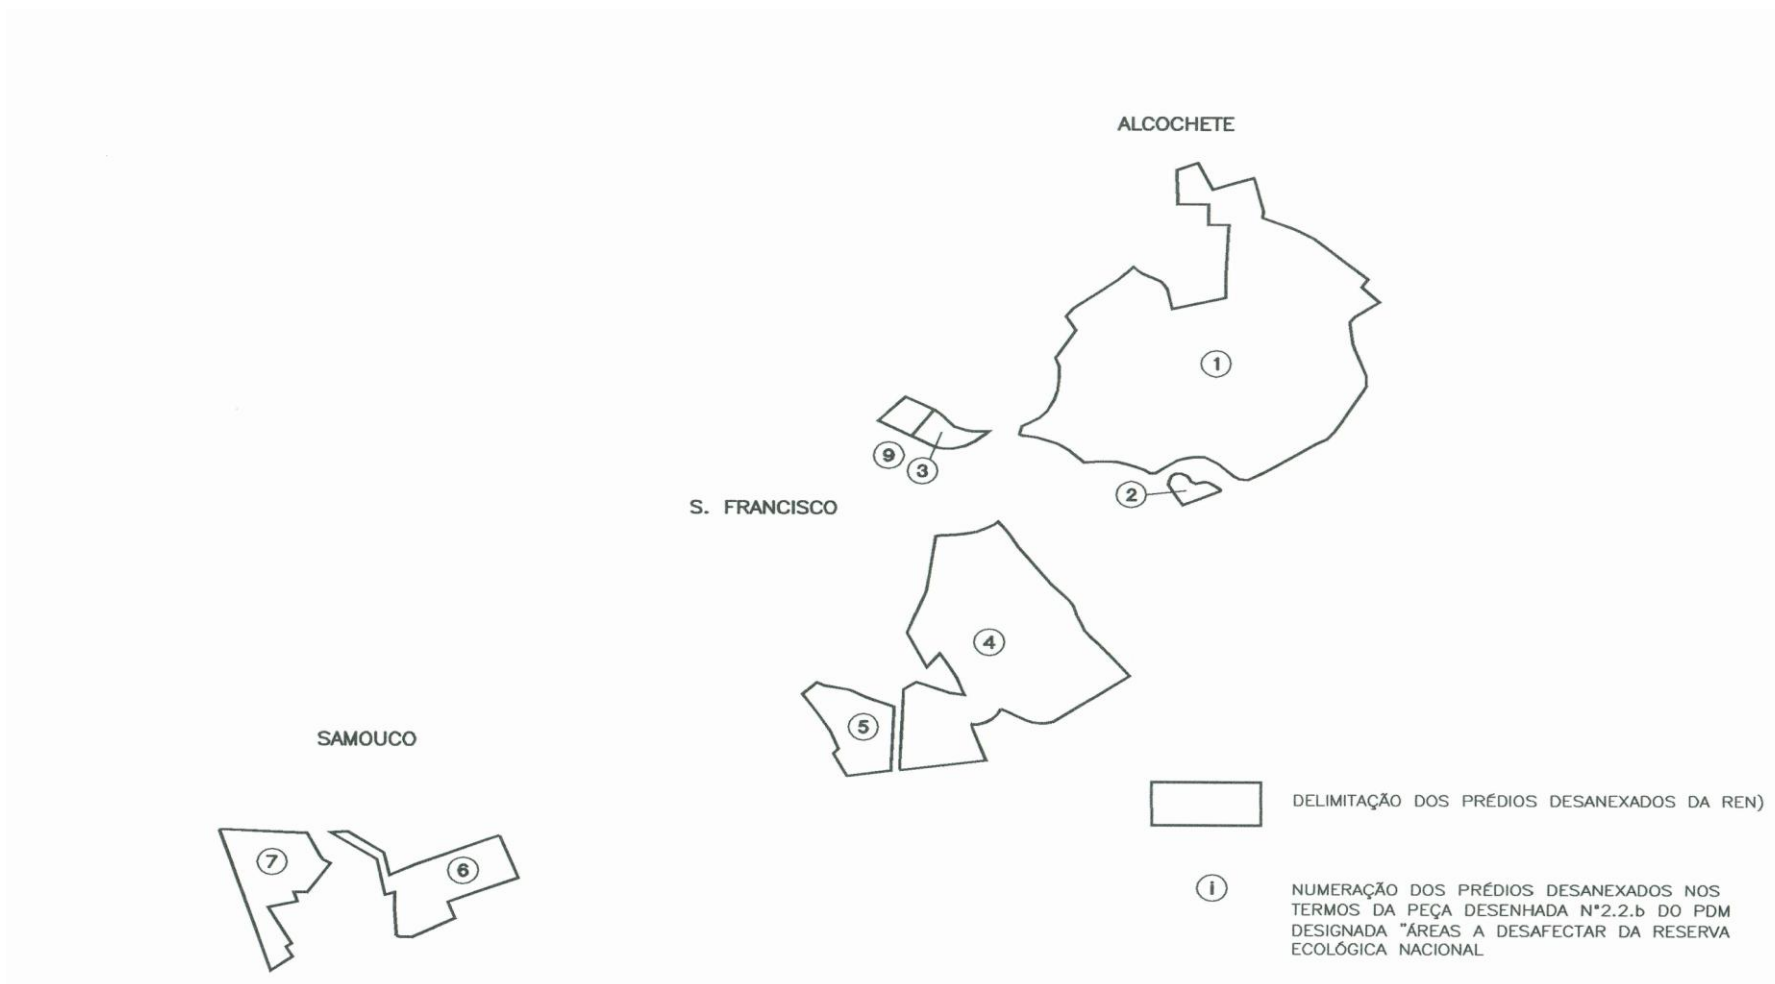 ALCOCHETE
1
9
3
2
S. FRANCISCO
4
5
SAMOUCO
7
6
DELIMITAÇÃO DOS PRÉDIOS DESANEXADOS DA REN)
i
NUMERAÇÃO DOS PRÉDIOS DESANEXADOS NOS
TERMOS DA PEÇA DESENHADA N°2.2.b DO PDM
DESIGNADA "ÁREAS A DESAFECTAR DA RESERVA
ECOLÓGICA NACIONAL